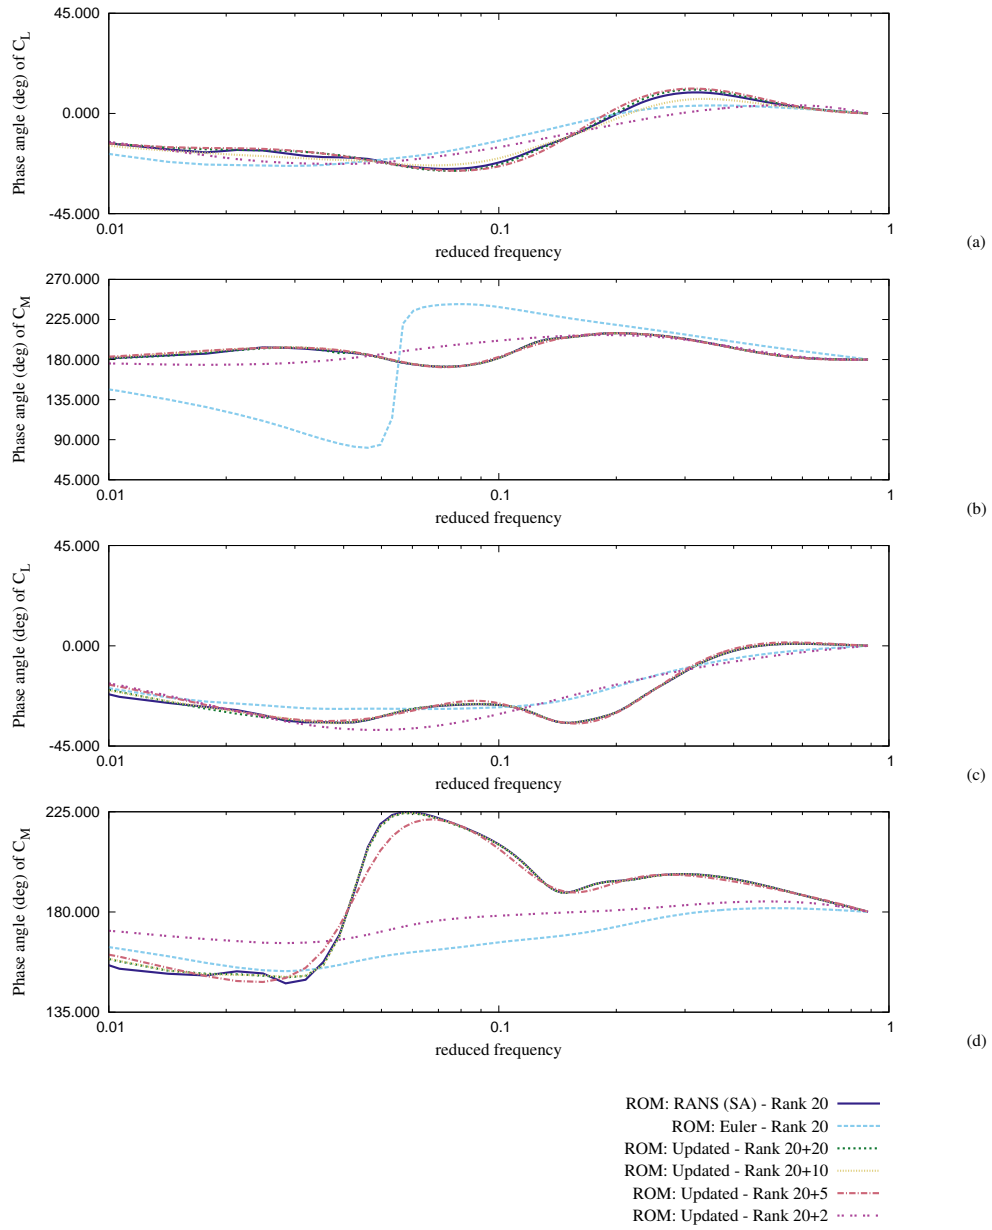 45.000
0.000
-45.000
Phase angle (deg) of C_L
0.01
0.1
1
reduced frequency
(a)
270.000
225.000
180.000
135.000
90.000
45.000
Phase angle (deg) of C_M
0.01
0.1
1
reduced frequency
(b)
45.000
0.000
-45.000
Phase angle (deg) of C_L
0.01
0.1
1
reduced frequency
(c)
225.000
180.000
135.000
Phase angle (deg) of C_M
0.01
0.1
1
reduced frequency
(d)
ROM: RANS (SA) - Rank 20
ROM: Euler - Rank 20
ROM: Updated - Rank 20+20
ROM: Updated - Rank 20+10
ROM: Updated - Rank 20+5
ROM: Updated - Rank 20+2